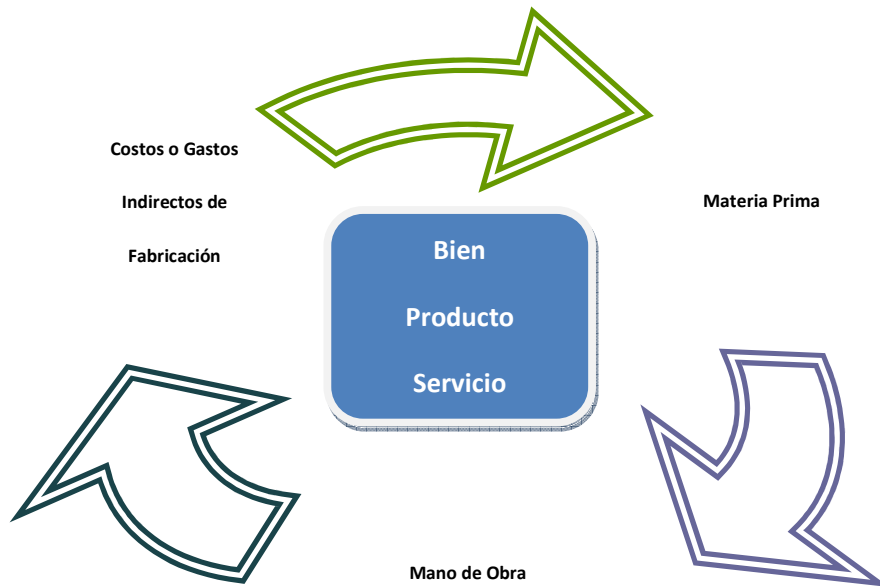 Costos o Gastos
Indirectos de
Fabricación
Materia Prima
Bien
Producto
Servicio
Mano de Obra